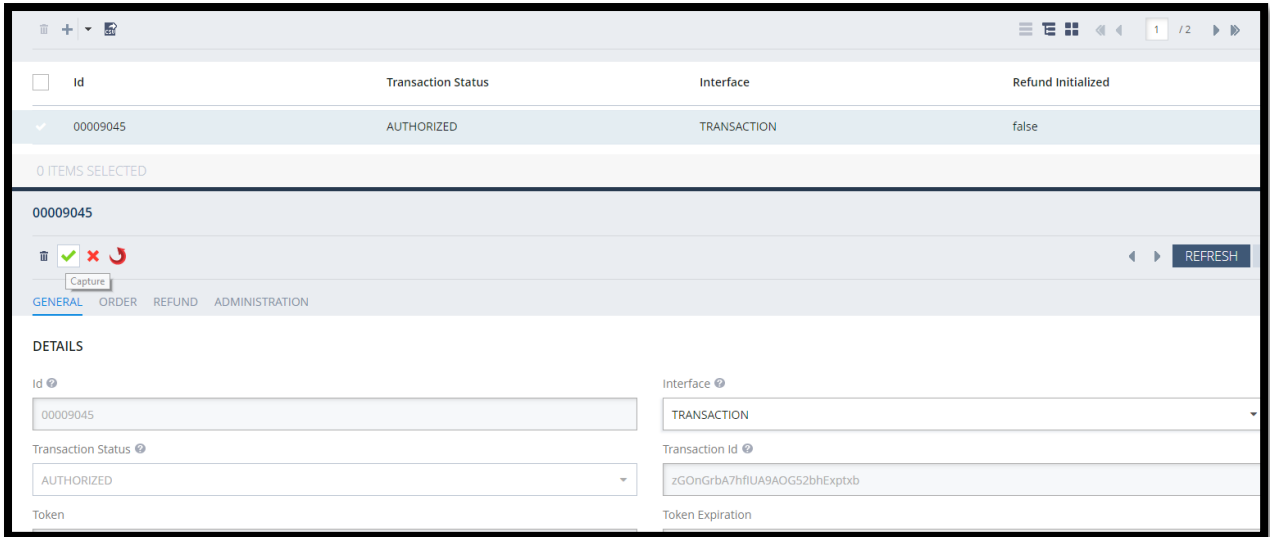 CSV
1 / 2
Id Transaction Status Interface Refund Initialized
00009045 AUTHORIZED TRANSACTION false
0 ITEMS SELECTED
00009045
REFRESH
Capture
GENERAL ORDER REFUND ADMINISTRATION
DETAILS
Id Interface
00009045 TRANSACTION
Transaction Status Transaction Id
AUTHORIZED zGOnGrbA7hfIUA9AOG52bhExptxb
Token Token Expiration